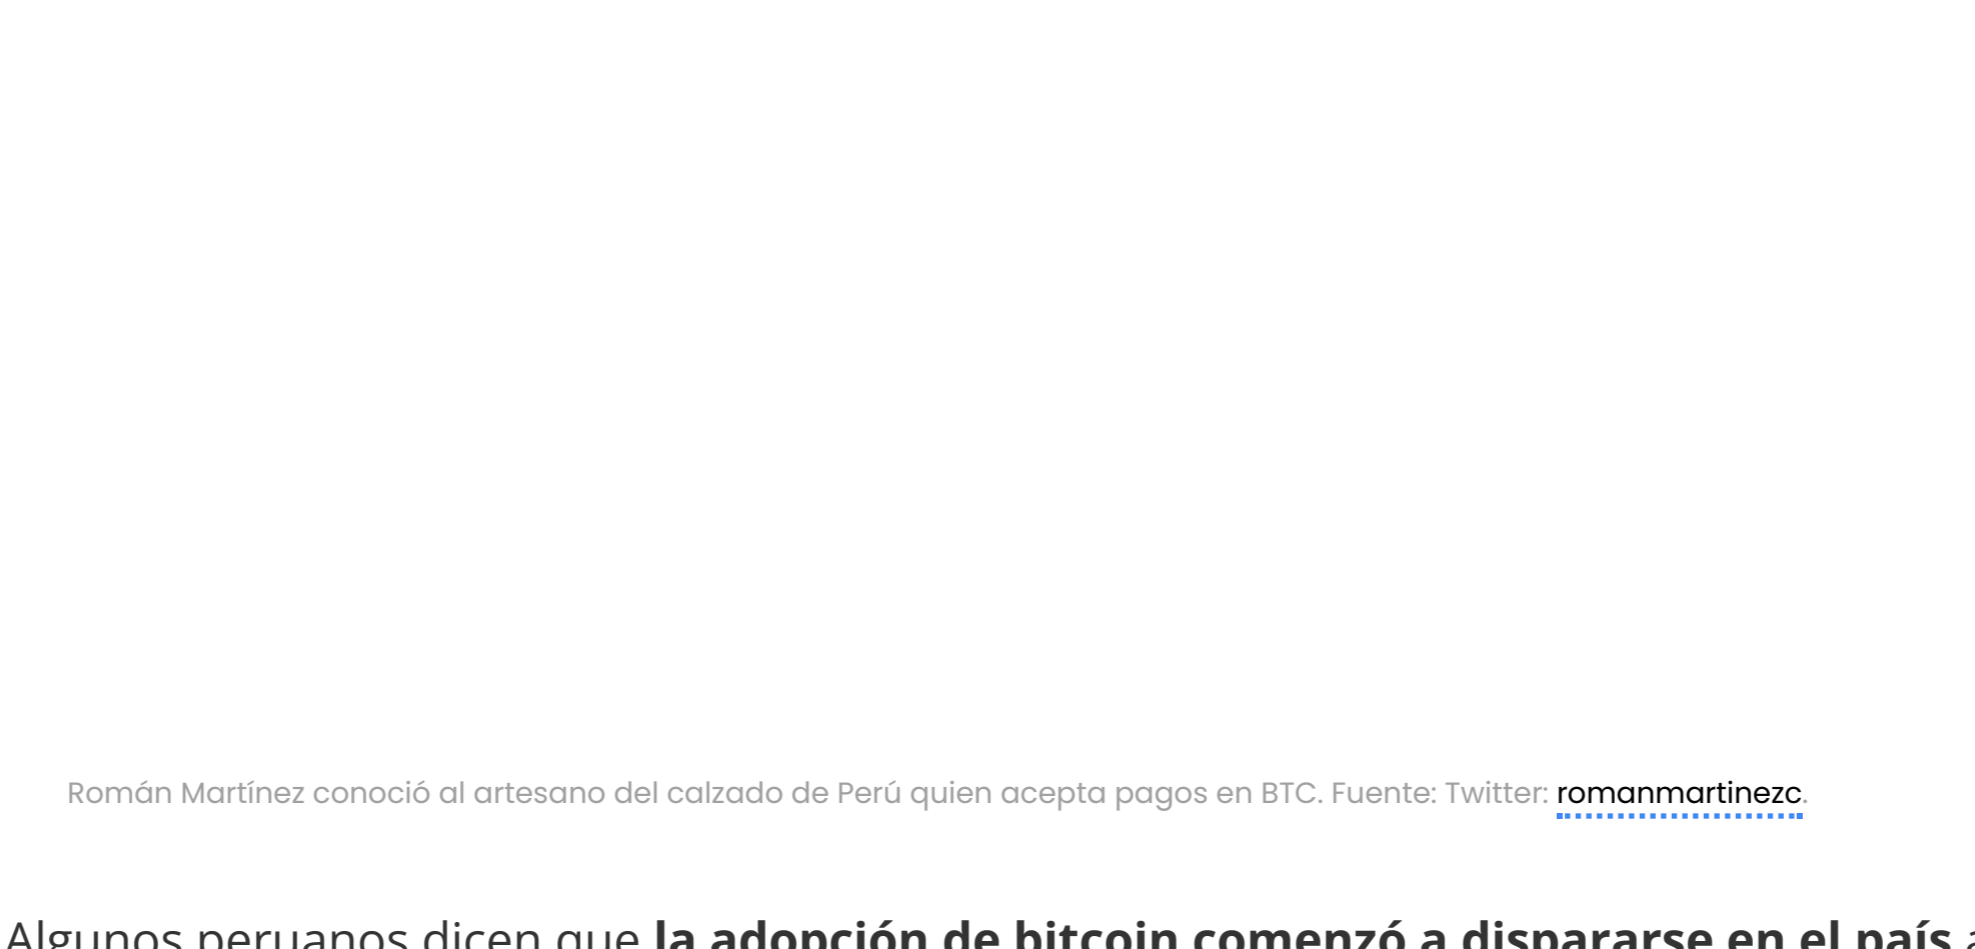 Román Martínez conoció al artesano del calzado de Perú quien acepta pagos en BTC. Fuente: Twitter: romanmartinezc.
Algunos peruanos dicen que la adopción de bitcoin comenzó a dispararse en el país